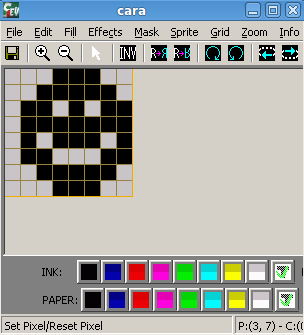 cara
File Edit Fill Effects Mask Sprite Grid Zoom Info
INV R→R R→R
INK:
PAPER:
Set Pixel/Reset Pixel P:(3, 7) - C:(